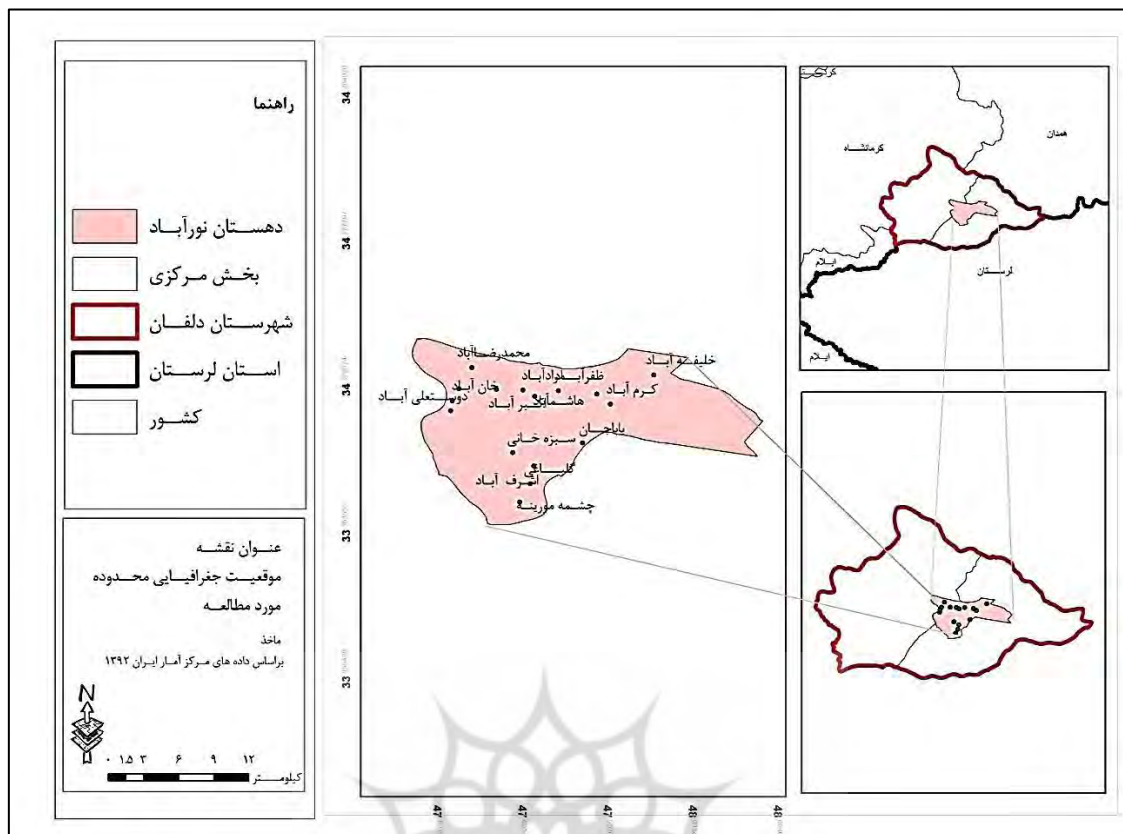 راهنما
دهستان نورآباد
بخش مرکزی
شهرستان دلفان
استان لرستان
کشور
عنوان نقشه
موقعیت جغرافیایی محدوده
مورد مطالعه
ماخذ
براساس داده های مرکز آمار ایران ۱۳۹۲
N
۰ ۱.۵ ۳ ۶ ۹ ۱۲
کیلومتر
34
34
34
33
33
47
47
47
48
48
محمدرضاآباد
خلیفه آباد
ظفرآباد
مرادآباد
خان آباد
کرم آباد
هاشم آباد
دوستعلی آباد
باباجان
سبزه خانی
اشرف آباد
چشمه مورینه
همدان
کرمانشاه
ایلام
لرستان
ایلام